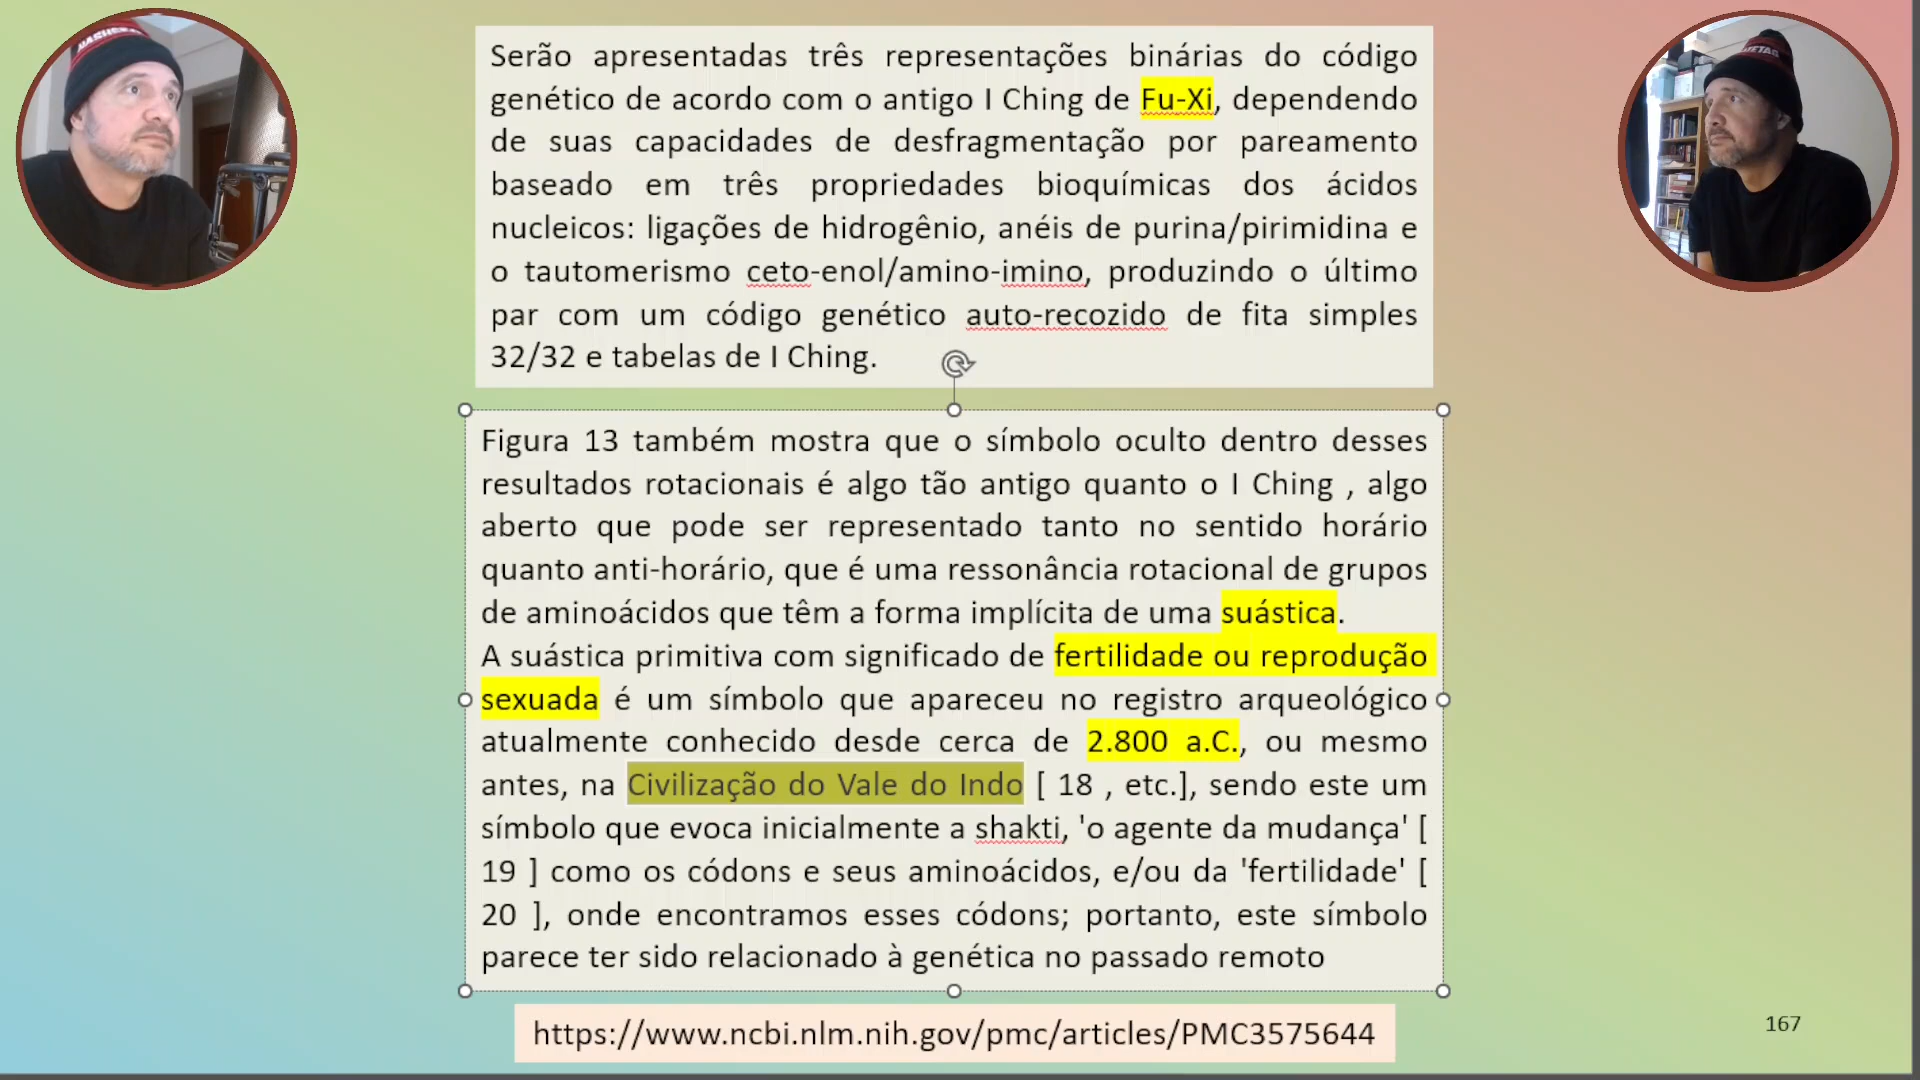 Serão apresentadas três representações binárias do código
genético de acordo com o antigo I Ching de Fu-Xi, dependendo
de suas capacidades de desfragmentação por pareamento
baseado em três propriedades bioquímicas dos ácidos
nucleicos: ligações de hidrogênio, anéis de purina/pirimidina e
o tautomerismo ceto-enol/amino-imino, produzindo o último
par com um código genético auto-recozido de fita simples
32/32 e tabelas de I Ching.
Figura 13 também mostra que o símbolo oculto dentro desses
resultados rotacionais é algo tão antigo quanto o I Ching , algo
aberto que pode ser representado tanto no sentido horário
quanto anti-horário, que é uma ressonância rotacional de grupos
de aminoácidos que têm a forma implícita de uma suástica.
A suástica primitiva com significado de fertilidade ou reprodução
sexuada é um símbolo que apareceu no registro arqueológico
atualmente conhecido desde cerca de 2.800 a.C., ou mesmo
antes, na Civilização do Vale do Indo [ 18 , etc.], sendo este um
símbolo que evoca inicialmente a shakti, 'o agente da mudança' [
19 ] como os códons e seus aminoácidos, e/ou da 'fertilidade' [
20 ], onde encontramos esses códons; portanto, este símbolo
parece ter sido relacionado à genética no passado remoto
https://www.ncbi.nlm.nih.gov/pmc/articles/PMC3575644
167